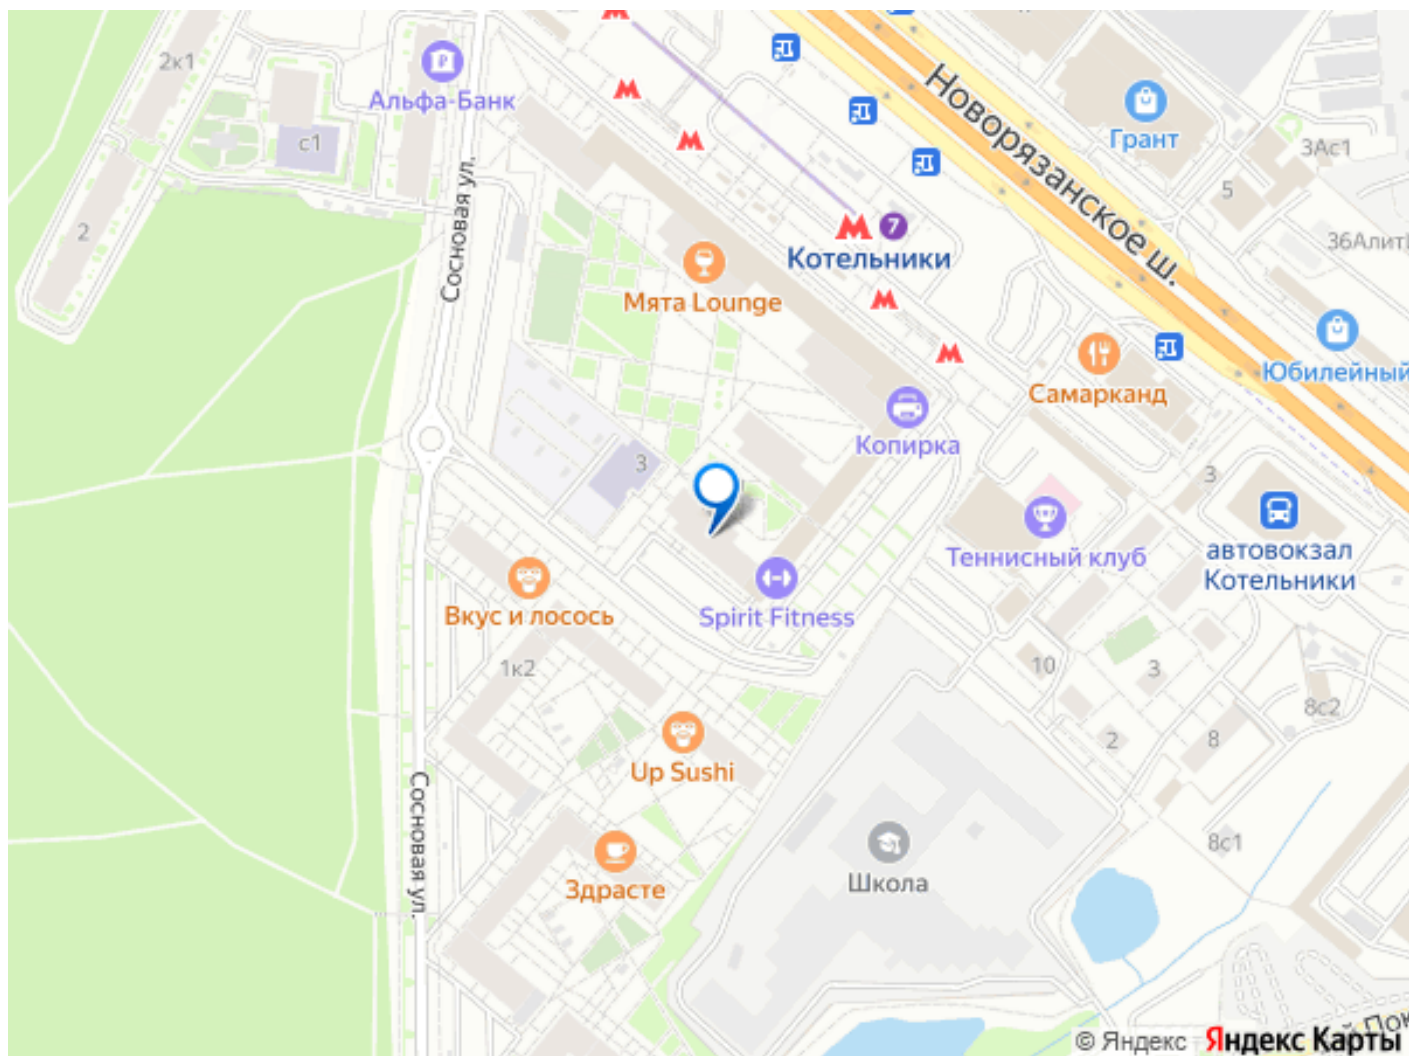 2к1
Альфа-Банк
с1
2
Сосновая ул.
Новорязанское ш.
Грант
3Ас1
5
7
Котельники
Мята Lounge
Юбилейный
Самарканд
Копирка
3
3
Теннисный клуб
автовокзал
Котельники
Вкус и лосось
Spirit Fitness
1к2
10
3
8с2
2
8
Up Sushi
Сосновая ул.
8с1
Здрасте
Школа
© Яндекс
Яндекс Карты